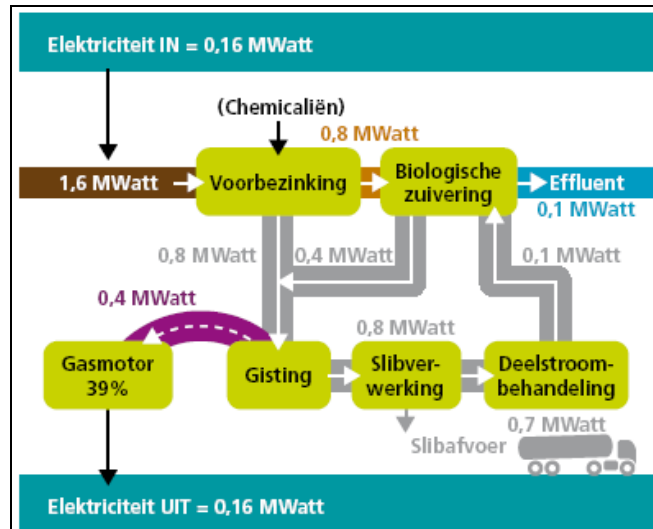 Elektriciteit IN = 0,16 MWatt
(Chemicaliën)
0,8 MWatt
1,6 MWatt
Voorbezinking
Biologische
zuivering
Effluent
0,1 MWatt
0,8 MWatt
0,4 MWatt
0,1 MWatt
0,4 MWatt
0,8 MWatt
Gasmotor
39%
Gisting
Slibver-
werking
Deelstroom-
behandeling
0,7 MWatt
Slibafvoer
Elektriciteit UIT = 0,16 MWatt